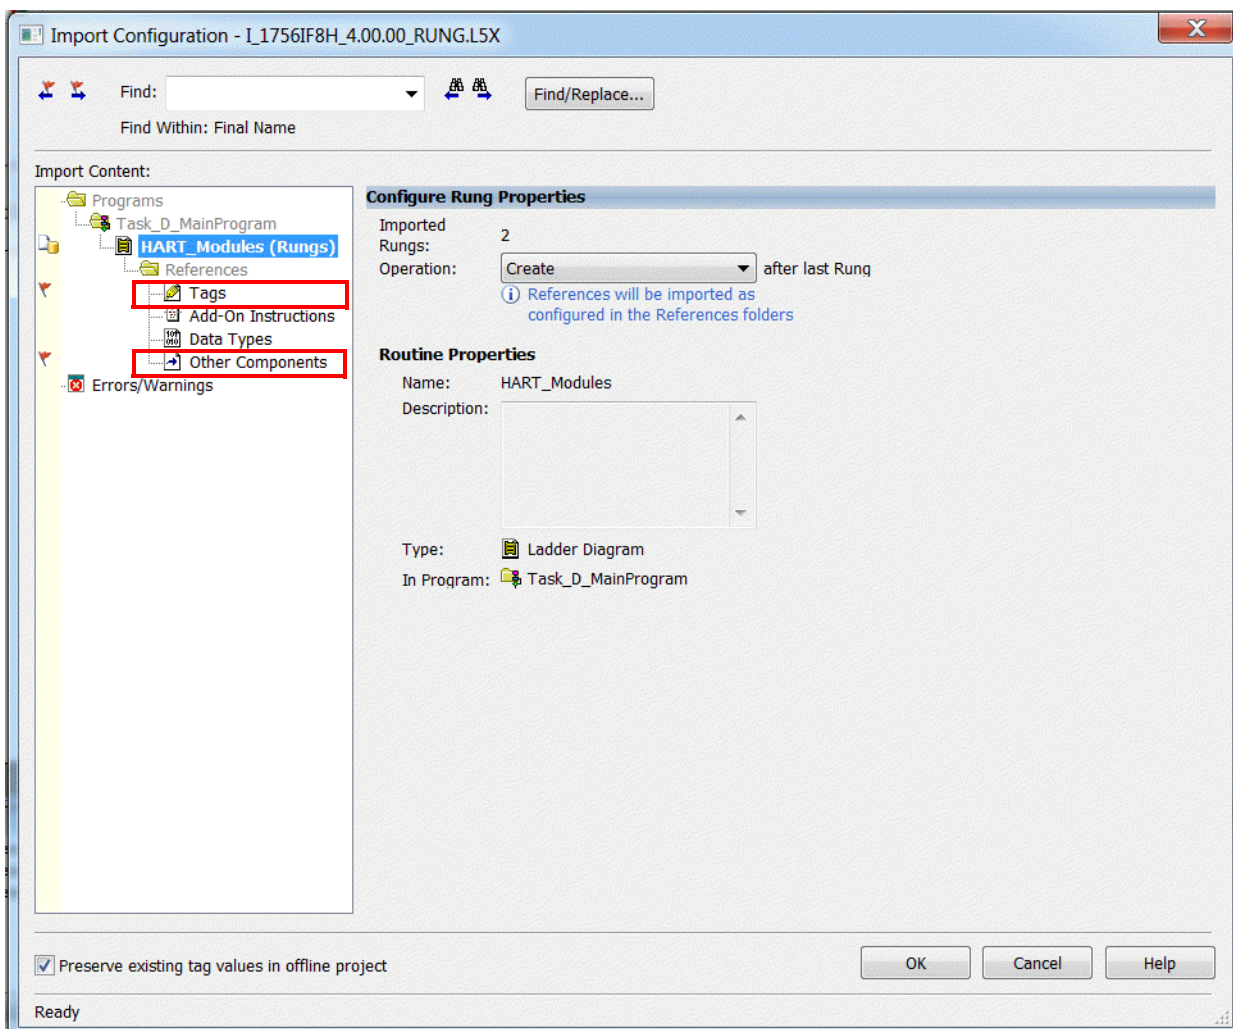 Import Configuration - I_1756IF8H_4.00.00_RUNG.L5X
Find:
Find/Replace...
Find Within: Final Name
Import Content:
Programs
Task_D_MainProgram
HART_Modules (Rungs)
References
Tags
Add-On Instructions
Data Types
Other Components
Errors/Warnings
Configure Rung Properties
Imported
Rungs:
2
Operation:
Create
after last Rung
References will be imported as
configured in the References folders
Routine Properties
Name:
HART_Modules
Description:
Type:
Ladder Diagram
In Program:
Task_D_MainProgram
Preserve existing tag values in offline project
OK
Cancel
Help
Ready